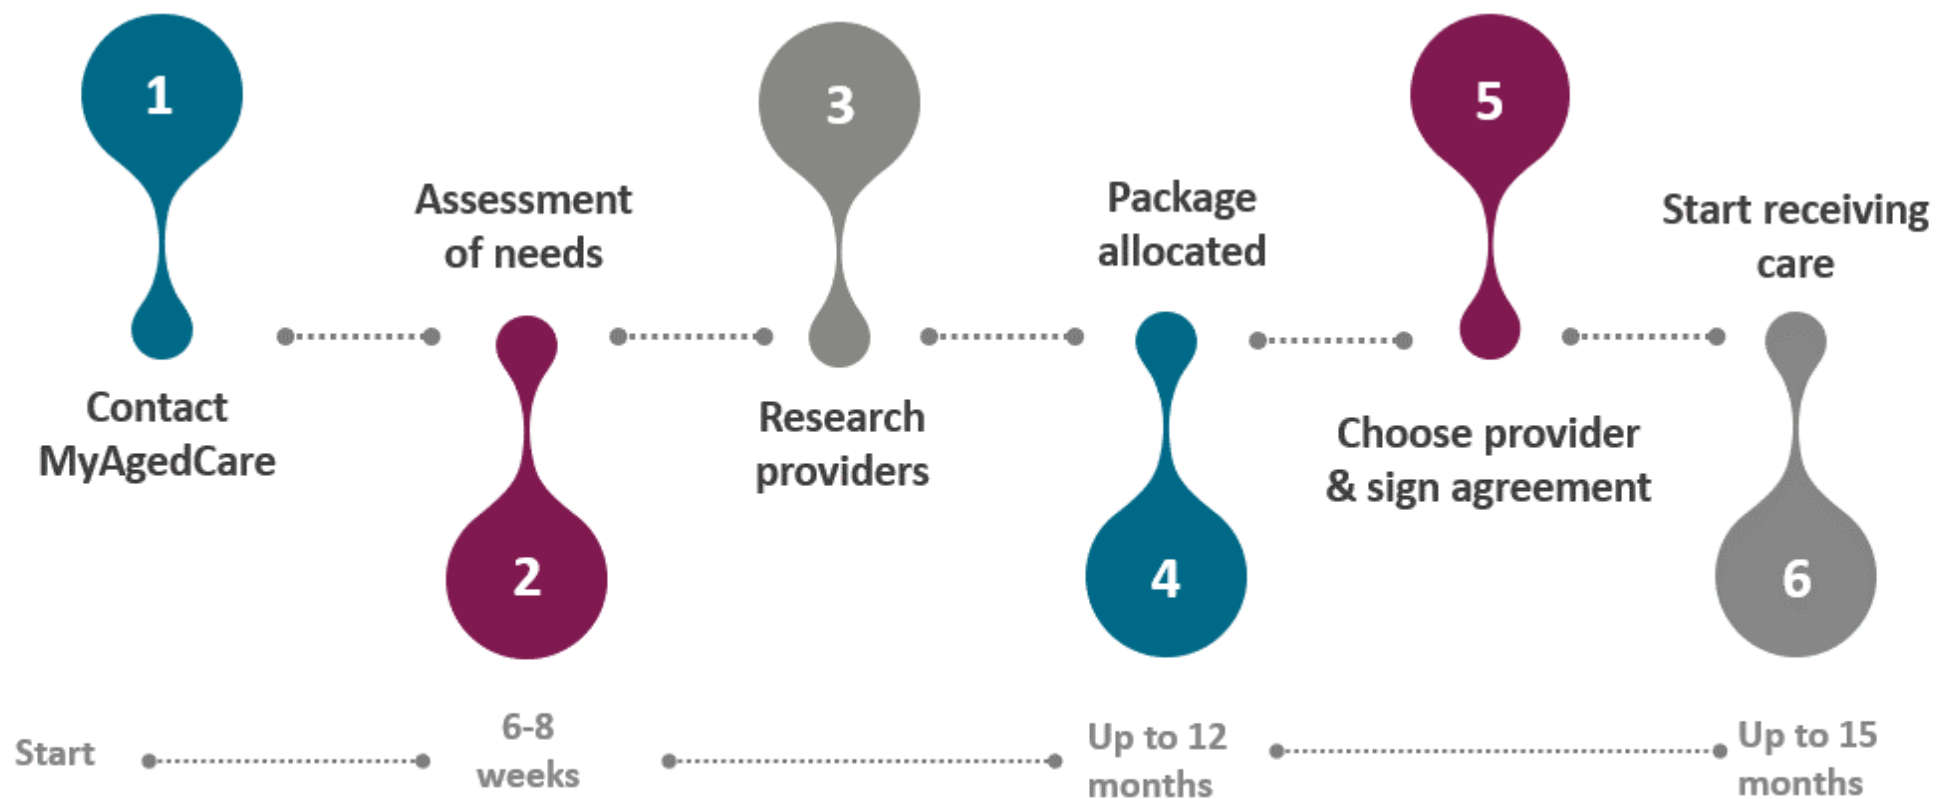 1
Contact
MyAgedCare
Assessment
of needs
2
3
Research
providers
Package
allocated
4
5
Choose provider
& sign agreement
Start receiving
care
6
Start
6-8
weeks
Up to 12
months
Up to 15
months